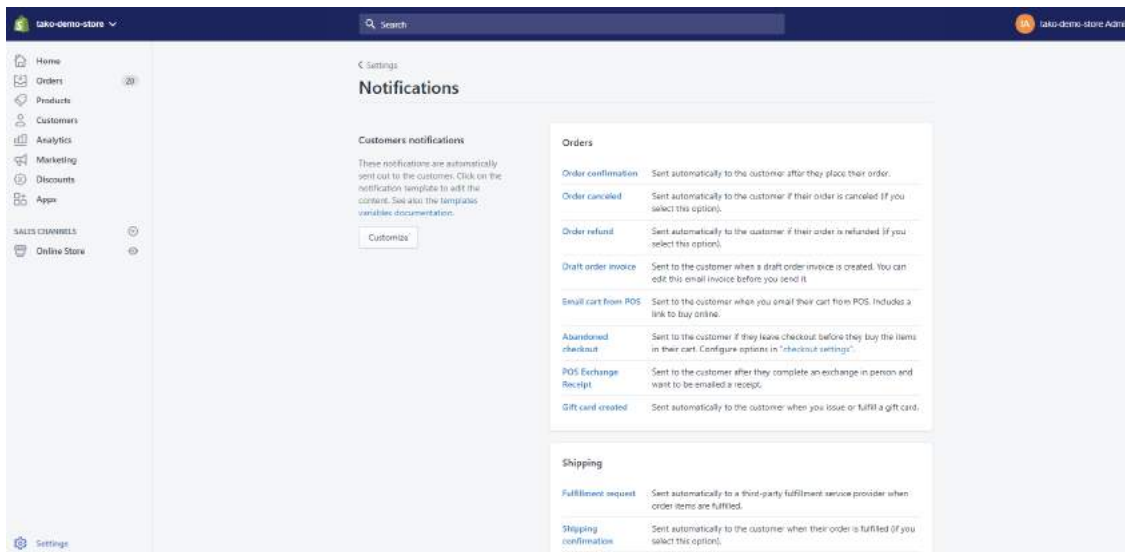 tako-demo-store
Search
tako-demo-store Admi
Home
Orders 20
Products
Customers
Analytics
Marketing
Discounts
Apps
SALES CHANNELS
Online Store
Settings
Settings
Notifications
Customers notifications
These notifications are automatically
sent out to the customer. Click on the
notification template to edit the
content. See also the templates
variables documentation.
Customize
Orders
Order confirmation Sent automatically to the customer after they place their order.
Order canceled Sent automatically to the customer if their order is canceled (if you
select this option).
Order refund Sent automatically to the customer if their order is refunded (if you
select this option).
Draft order invoice Sent to the customer when a draft order invoice is created. You can
edit this email invoice before you send it.
Email cart from POS Sent to the customer when you email their cart from POS. Includes a
link to buy online.
Abandoned Sent to the customer if they leave checkout before they buy the items
checkout in their cart. Configure options in "checkout settings".
POS Exchange Sent to the customer after they complete an exchange in person and
Receipt want to be emailed a receipt.
Gift card created Sent automatically to the customer when you issue or fulfill a gift card.
Shipping
Fulfillment request Sent automatically to a third-party fulfillment service provider when
order items are fulfilled.
Shipping Sent automatically to the customer when their order is fulfilled (if you
confirmation select this option).